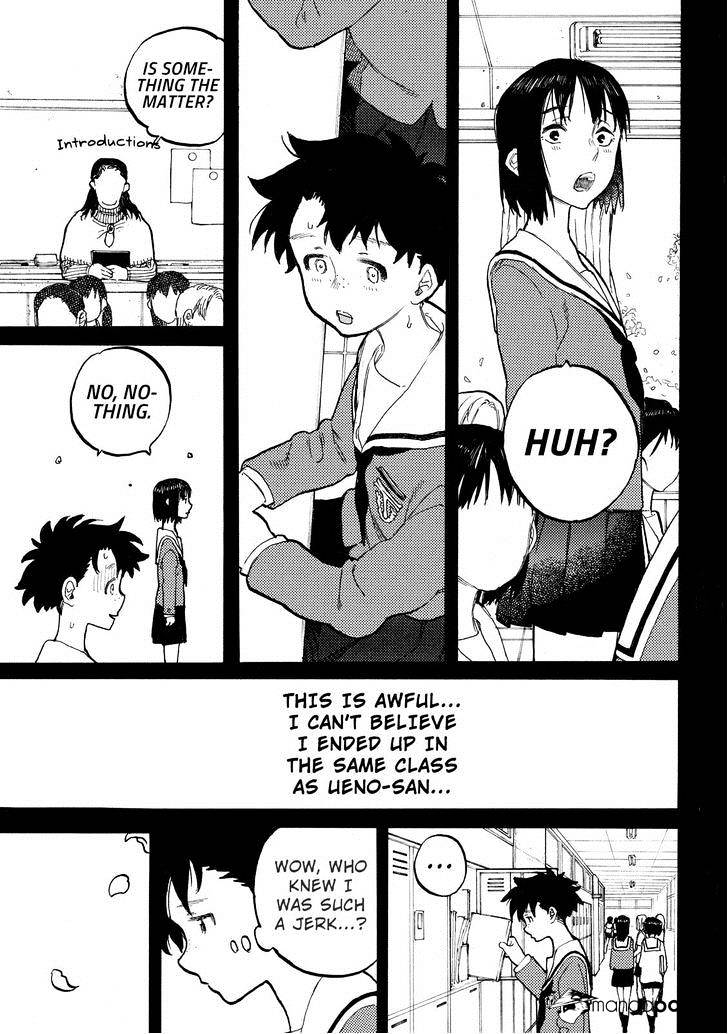 HUH?
IS SOME-
THING THE
MATTER?
Introductions
NO, NO-
THING.
THIS IS AWFUL...
I CAN'T BELIEVE
I ENDED UP IN
THE SAME CLASS
AS UENO-SAN...
...
WOW, WHO
KNEW I
WAS SUCH
A JERK...?